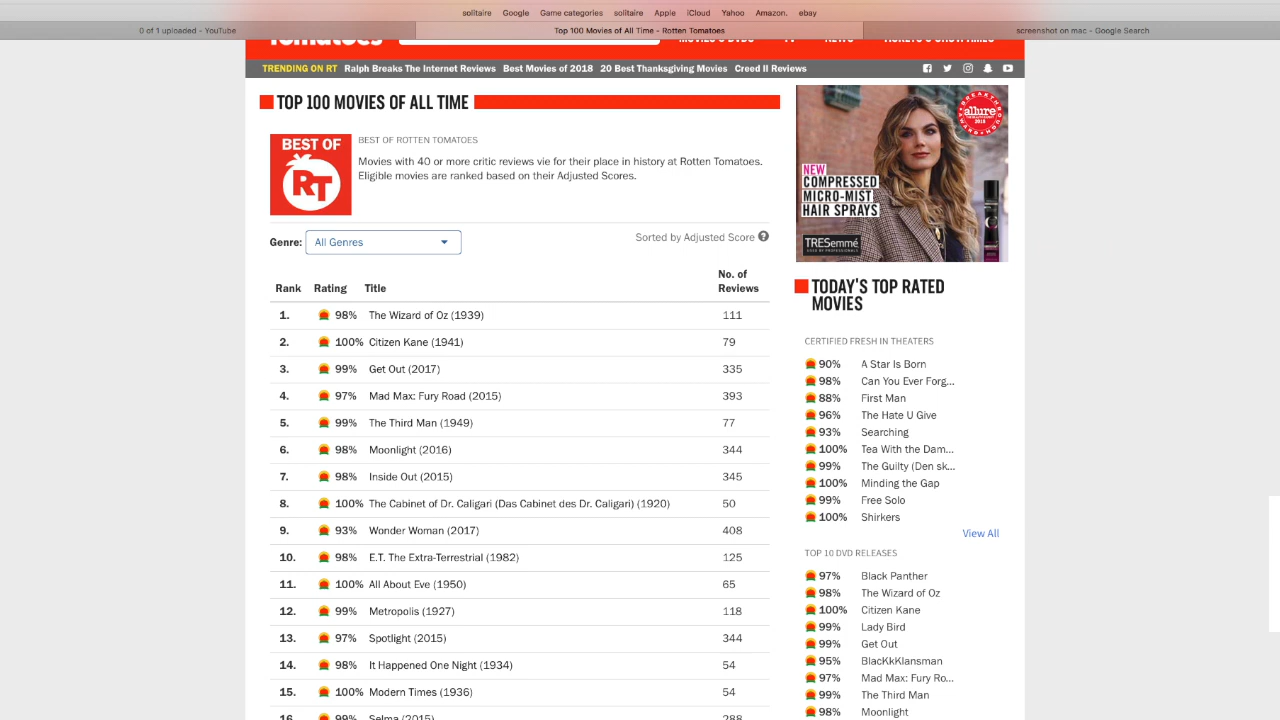 solitaire Google Game categories solitaire Apple iCloud Yahoo Amazon. ebay
0 of 1 uploaded - YouTube Top 100 Movies of All Time - Rotten Tomatoes screenshot on mac - Google Search
TRENDING ON RT Ralph Breaks The Internet Reviews Best Movies of 2018 20 Best Thanksgiving Movies Creed II Reviews
TOP 100 MOVIES OF ALL TIME
BEST OF
RT
BEST OF ROTTEN TOMATOES
Movies with 40 or more critic reviews vie for their place in history at Rotten Tomatoes.
Eligible movies are ranked based on their Adjusted Scores.
Genre: All Genres
Sorted by Adjusted Score ?
Rank Rating Title No. of Reviews
1. 98% The Wizard of Oz (1939) 111
2. 100% Citizen Kane (1941) 79
3. 99% Get Out (2017) 335
4. 97% Mad Max: Fury Road (2015) 393
5. 99% The Third Man (1949) 77
6. 98% Moonlight (2016) 344
7. 98% Inside Out (2015) 345
8. 100% The Cabinet of Dr. Caligari (Das Cabinet des Dr. Caligari) (1920) 50
9. 93% Wonder Woman (2017) 408
10. 98% E.T. The Extra-Terrestrial (1982) 125
11. 100% All About Eve (1950) 65
12. 99% Metropolis (1927) 118
13. 97% Spotlight (2015) 344
14. 98% It Happened One Night (1934) 54
15. 100% Modern Times (1936) 54
16. 99% Selma (2015) 288
allure
NEW
COMPRESSED
MICRO-MIST
HAIR SPRAYS
TRESemmé
TODAY'S TOP RATED
MOVIES
CERTIFIED FRESH IN THEATERS
90% A Star Is Born
98% Can You Ever Forg...
88% First Man
96% The Hate U Give
93% Searching
100% Tea With the Dam...
99% The Guilty (Den sk...
100% Minding the Gap
99% Free Solo
100% Shirkers
View All
TOP 10 DVD RELEASES
97% Black Panther
98% The Wizard of Oz
100% Citizen Kane
99% Lady Bird
99% Get Out
95% BlacKkKlansman
97% Mad Max: Fury Ro...
99% The Third Man
98% Moonlight